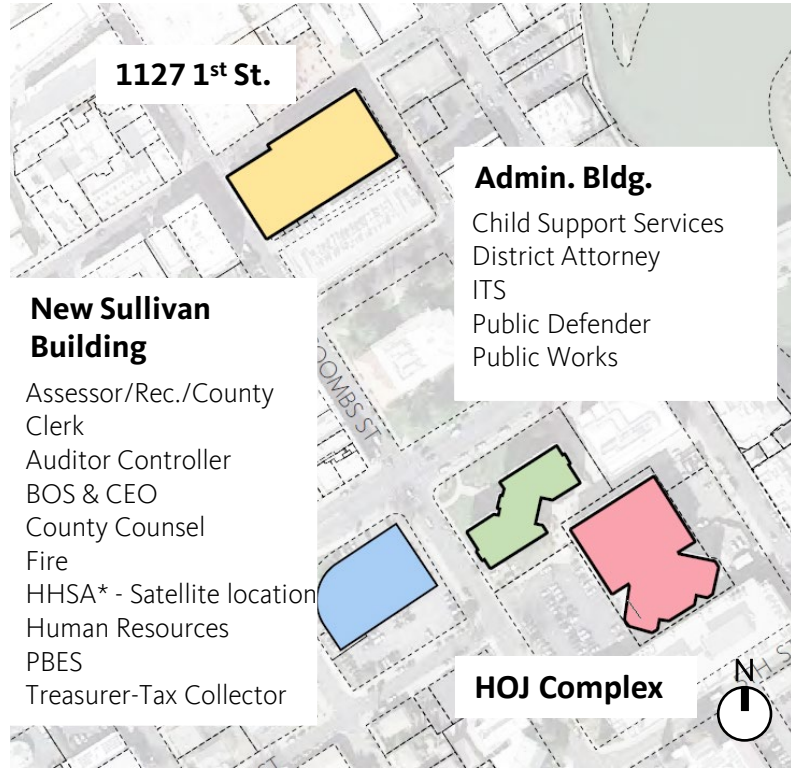 1127 1st St.
Admin. Bldg.
Child Support Services
District Attorney
ITS
Public Defender
Public Works
New Sullivan
Building
Assessor/Rec./County
Clerk
Auditor Controller
BOS & CEO
County Counsel
Fire
HHSA* - Satellite location
Human Resources
PBES
Treasurer-Tax Collector
OOMBS ST
HOJ Complex
N
H S